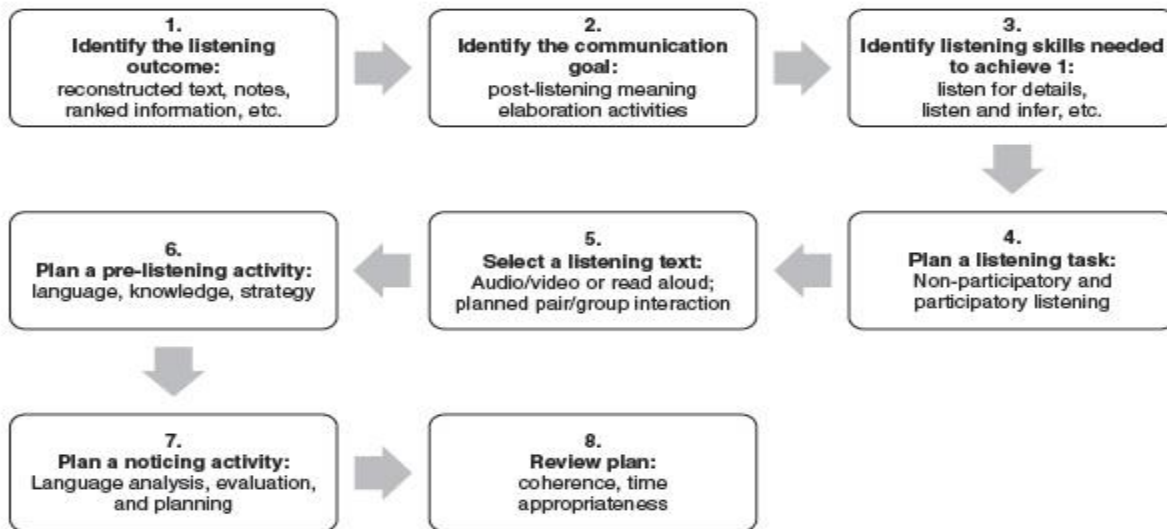 1.
Identify the listening
outcome:
reconstructed text, notes,
ranked information, etc.
2.
Identify the communication
goal:
post-listening meaning
elaboration activities
3.
Identify listening skills needed
to achieve 1:
listen for details,
listen and infer, etc.
4.
Plan a listening task:
Non-participatory and
participatory listening
5.
Select a listening text:
Audio/video or read aloud;
planned pair/group interaction
6.
Plan a pre-listening activity:
language, knowledge, strategy
7.
Plan a noticing activity:
Language analysis, evaluation,
and planning
8.
Review plan:
coherence, time
appropriateness